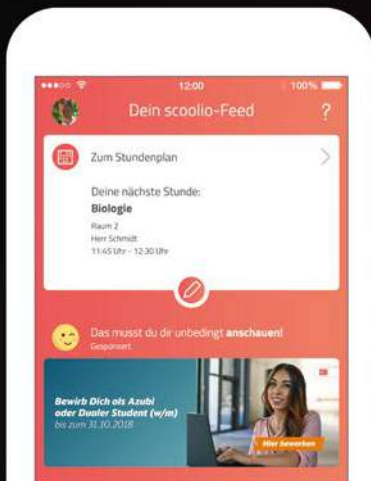 12:00
100%
Dein scoolio-Feed
?
Zum Stundenplan
Deine nächste Stunde:
Biologie
Raum 2
Herr Schmidt
11:45 Uhr - 12:30 Uhr
Das musst du dir unbedingt anschauen!
Gesponsert
Bewirb Dich als Azubi
oder Dualer Student (w/m)
bis zum 31.10.2018
Hier bewerben